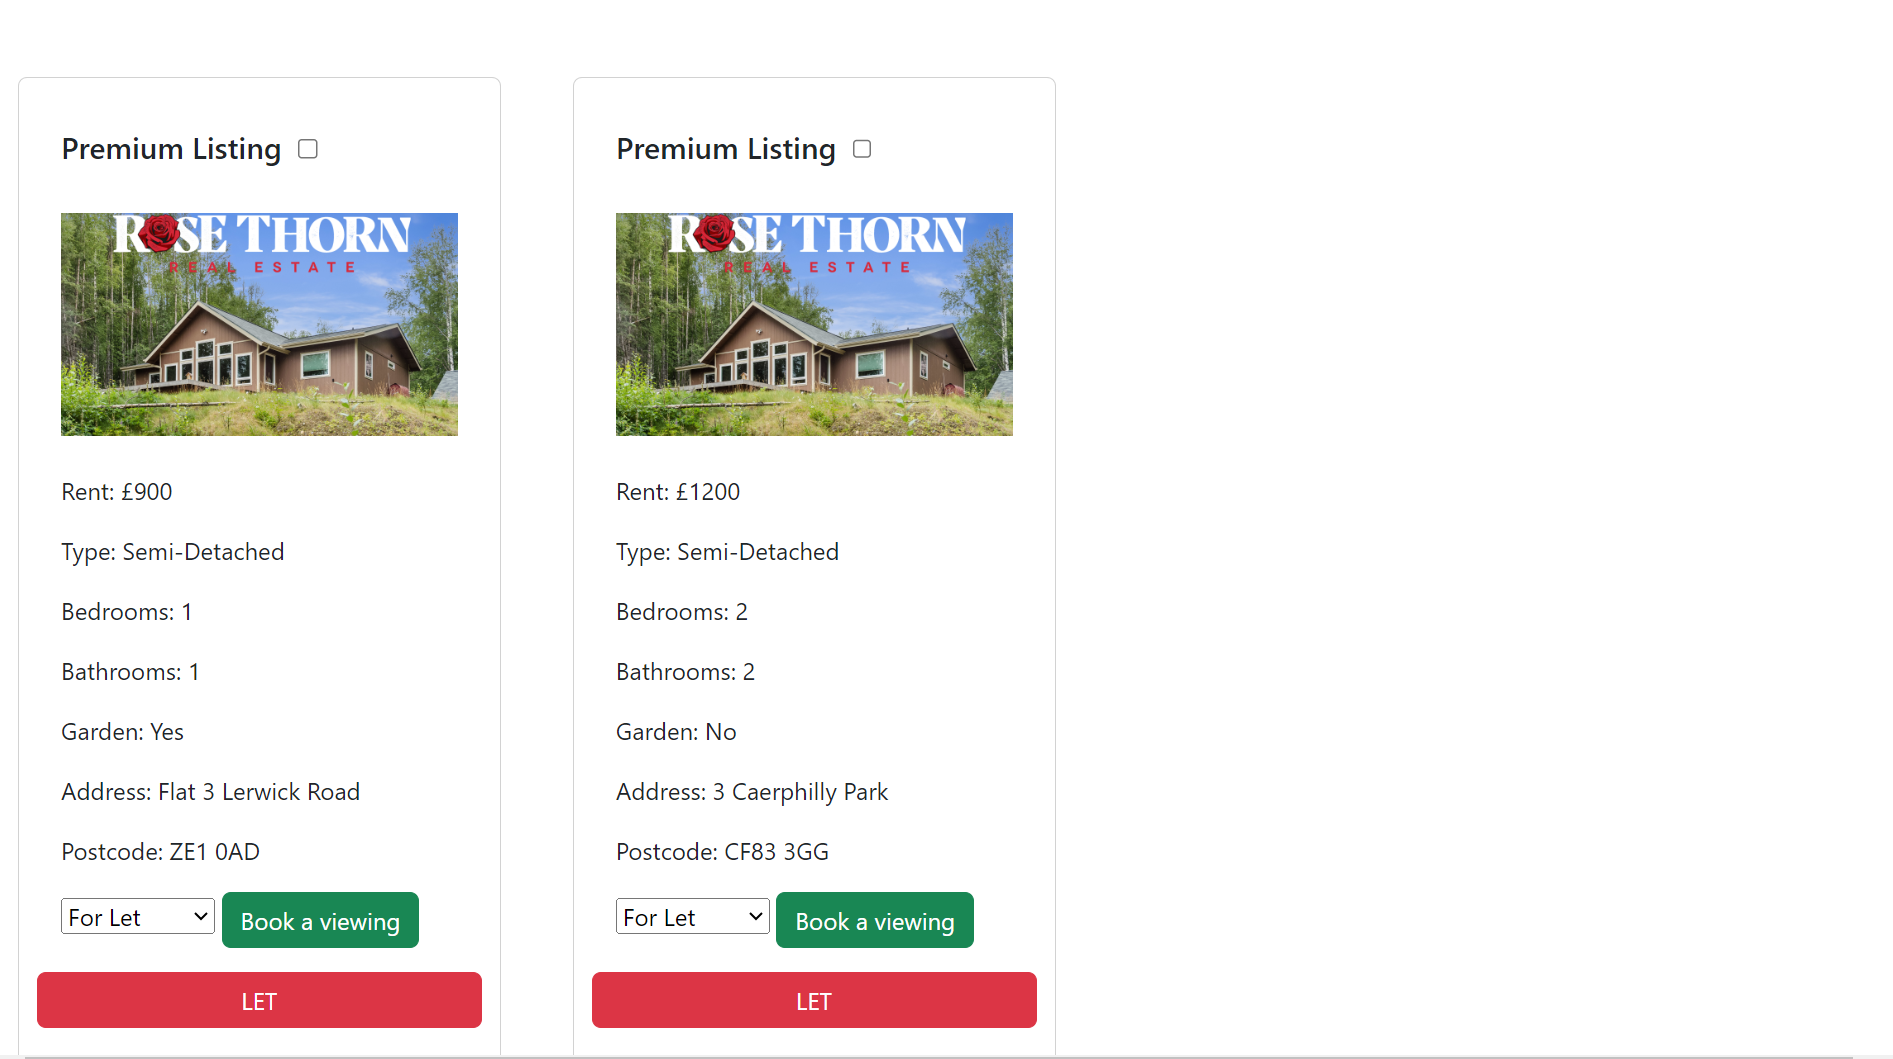 Premium Listing
ROSE THORN
REAL ESTATE
Rent: £900
Type: Semi-Detached
Bedrooms: 1
Bathrooms: 1
Garden: Yes
Address: Flat 3 Lerwick Road
Postcode: ZE1 0AD
For Let
Book a viewing
LET
Premium Listing
ROSE THORN
REAL ESTATE
Rent: £1200
Type: Semi-Detached
Bedrooms: 2
Bathrooms: 2
Garden: No
Address: 3 Caerphilly Park
Postcode: CF83 3GG
For Let
Book a viewing
LET